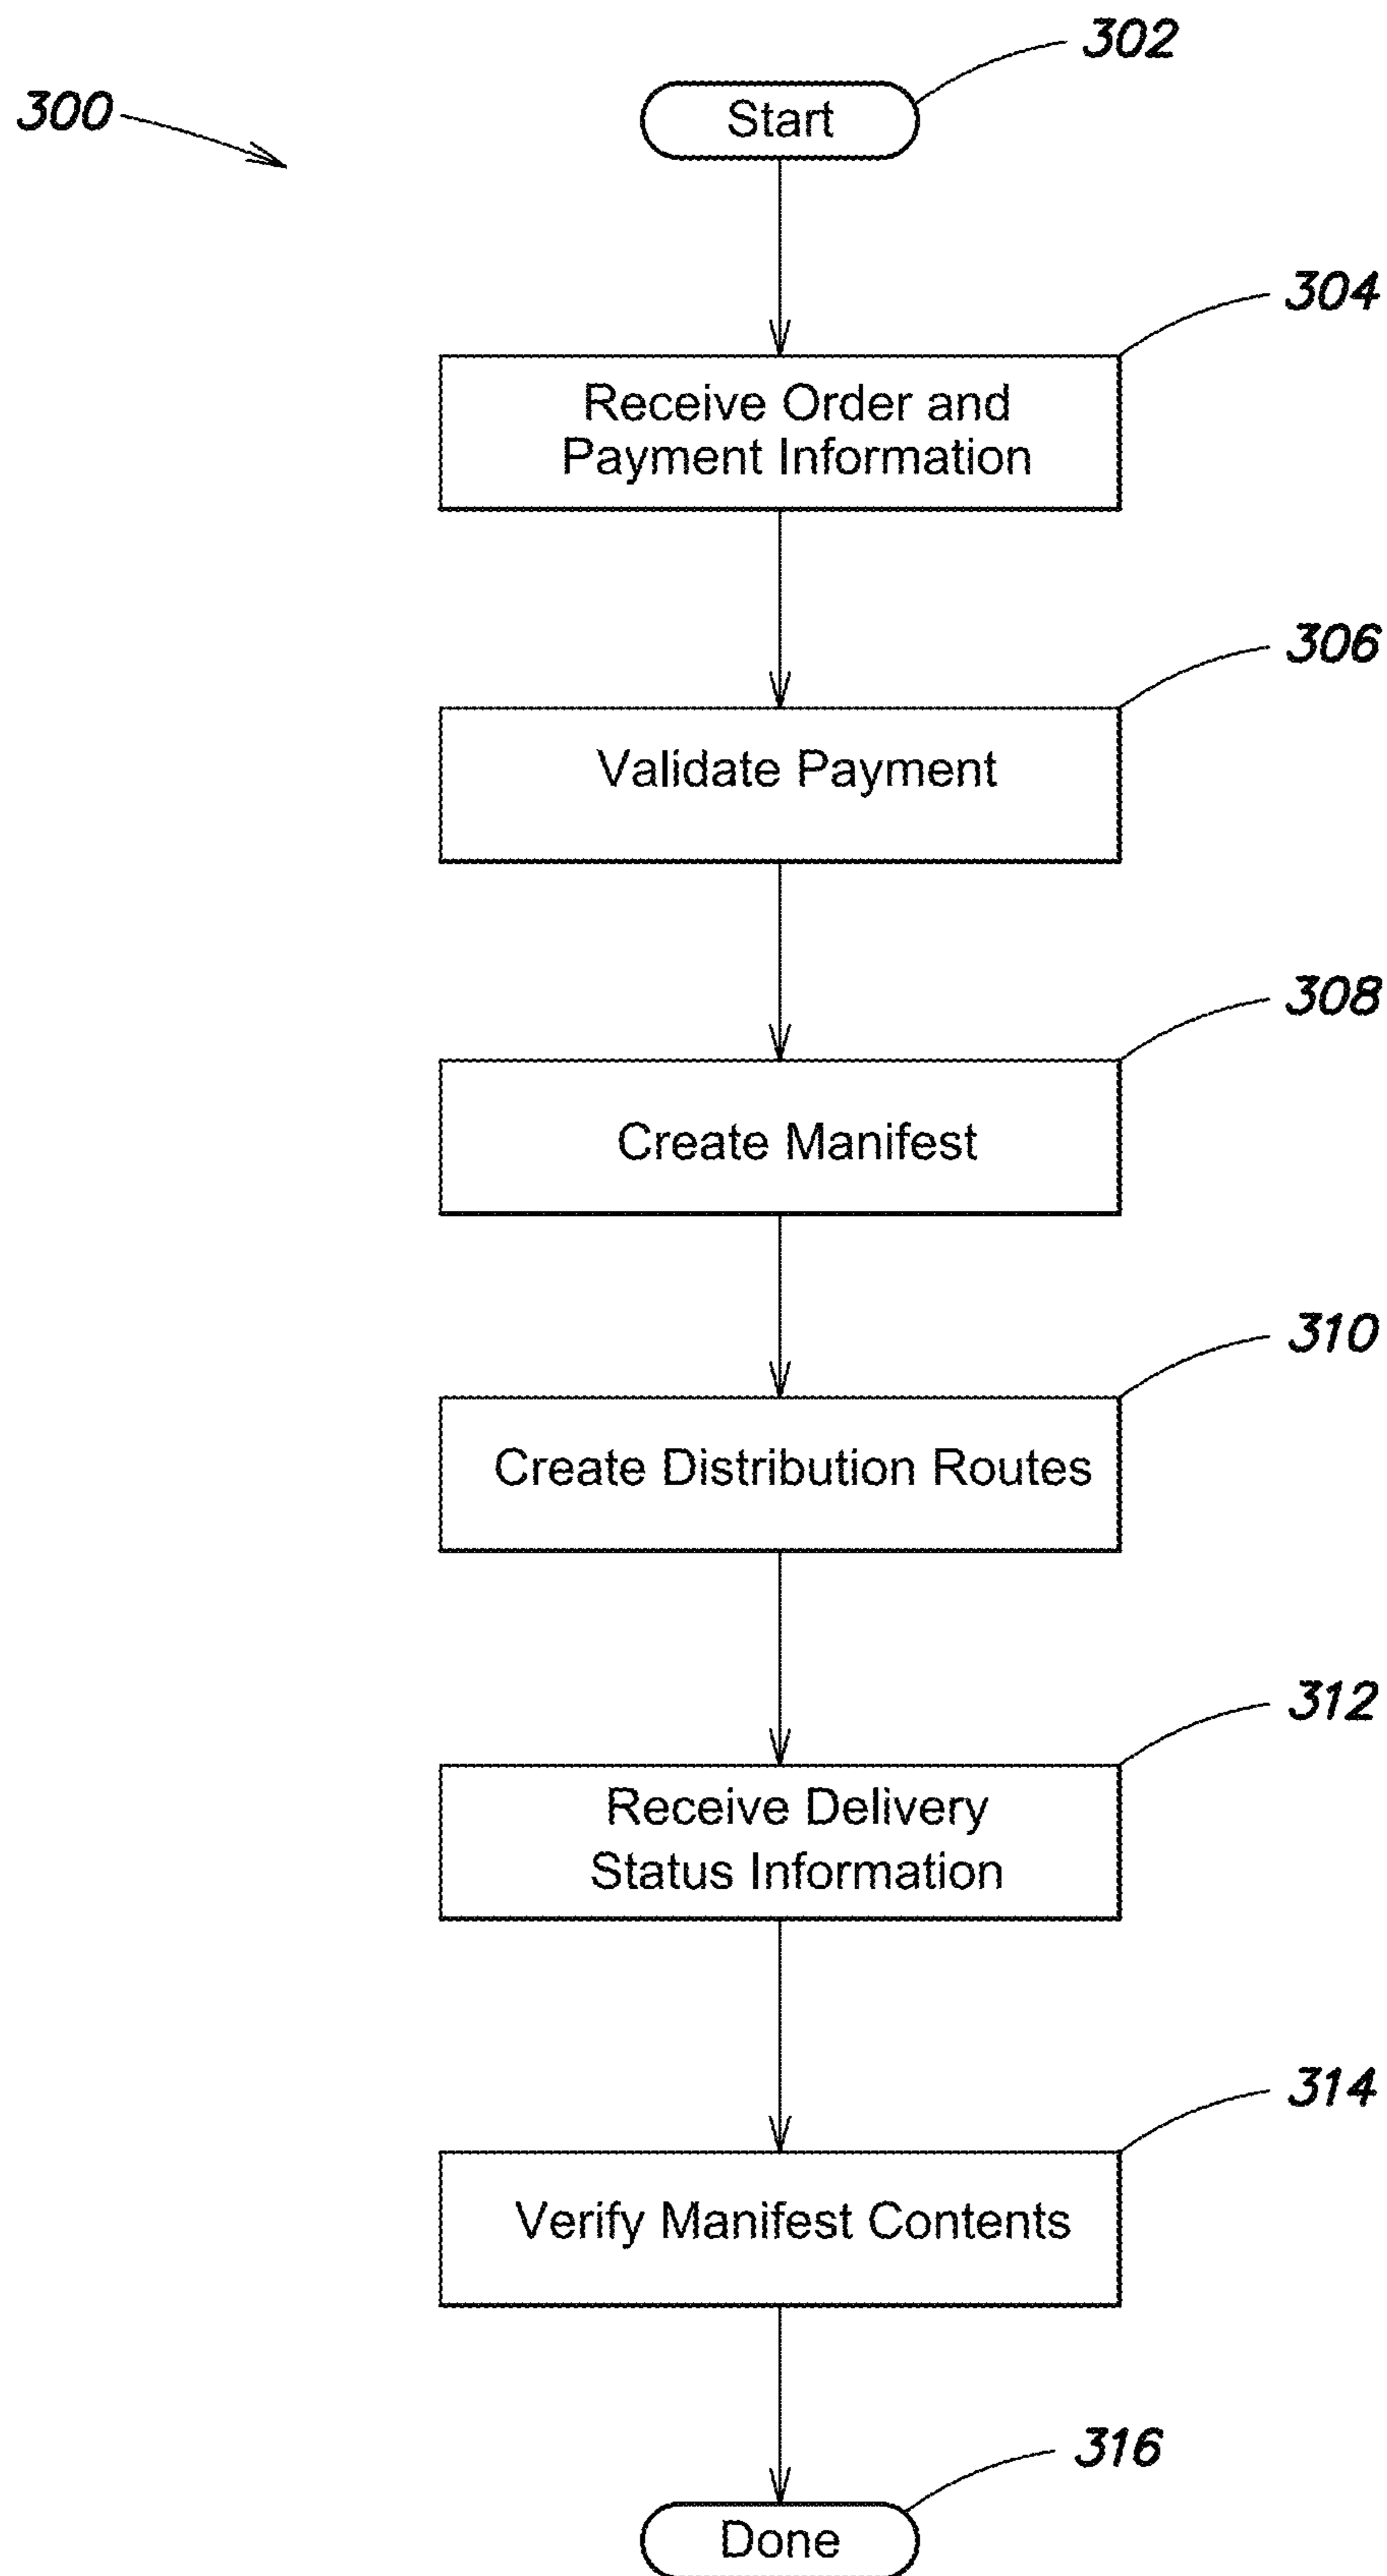 302
300
Start
304
Receive Order and
Payment Information
306
Validate Payment
308
Create Manifest
310
Create Distribution Routes
312
Receive Delivery
Status Information
314
Verify Manifest Contents
316
Done